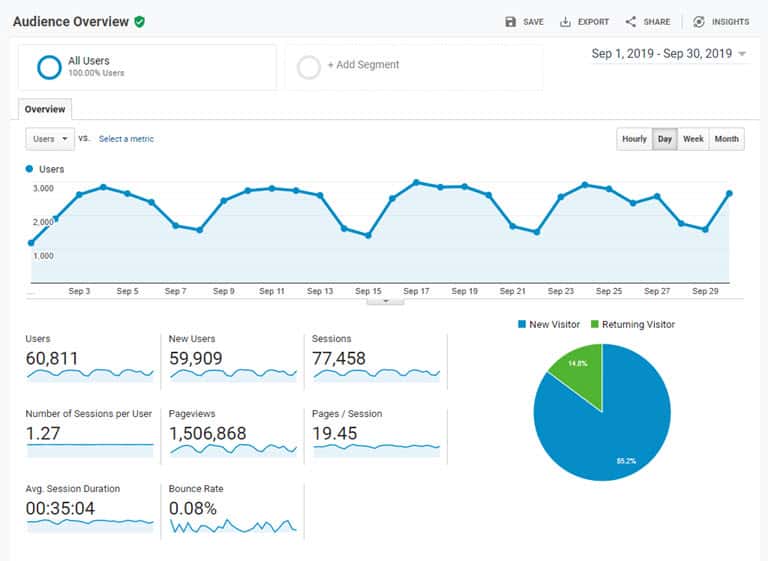 Audience Overview
SAVE EXPORT SHARE INSIGHTS
All Users
100.00% Users
+ Add Segment
Sep 1, 2019 - Sep 30, 2019
Overview
Users VS. Select a metric
Hourly Day Week Month
Users
3,000
2,000
1,000
... Sep 3 Sep 5 Sep 7 Sep 9 Sep 11 Sep 13 Sep 15 Sep 17 Sep 19 Sep 21 Sep 23 Sep 25 Sep 27 Sep 29
New Visitor Returning Visitor
Users
60,811
New Users
59,909
Sessions
77,458
Number of Sessions per User
1.27
Pageviews
1,506,868
Pages / Session
19.45
Avg. Session Duration
00:35:04
Bounce Rate
0.08%
14.8%
85.2%